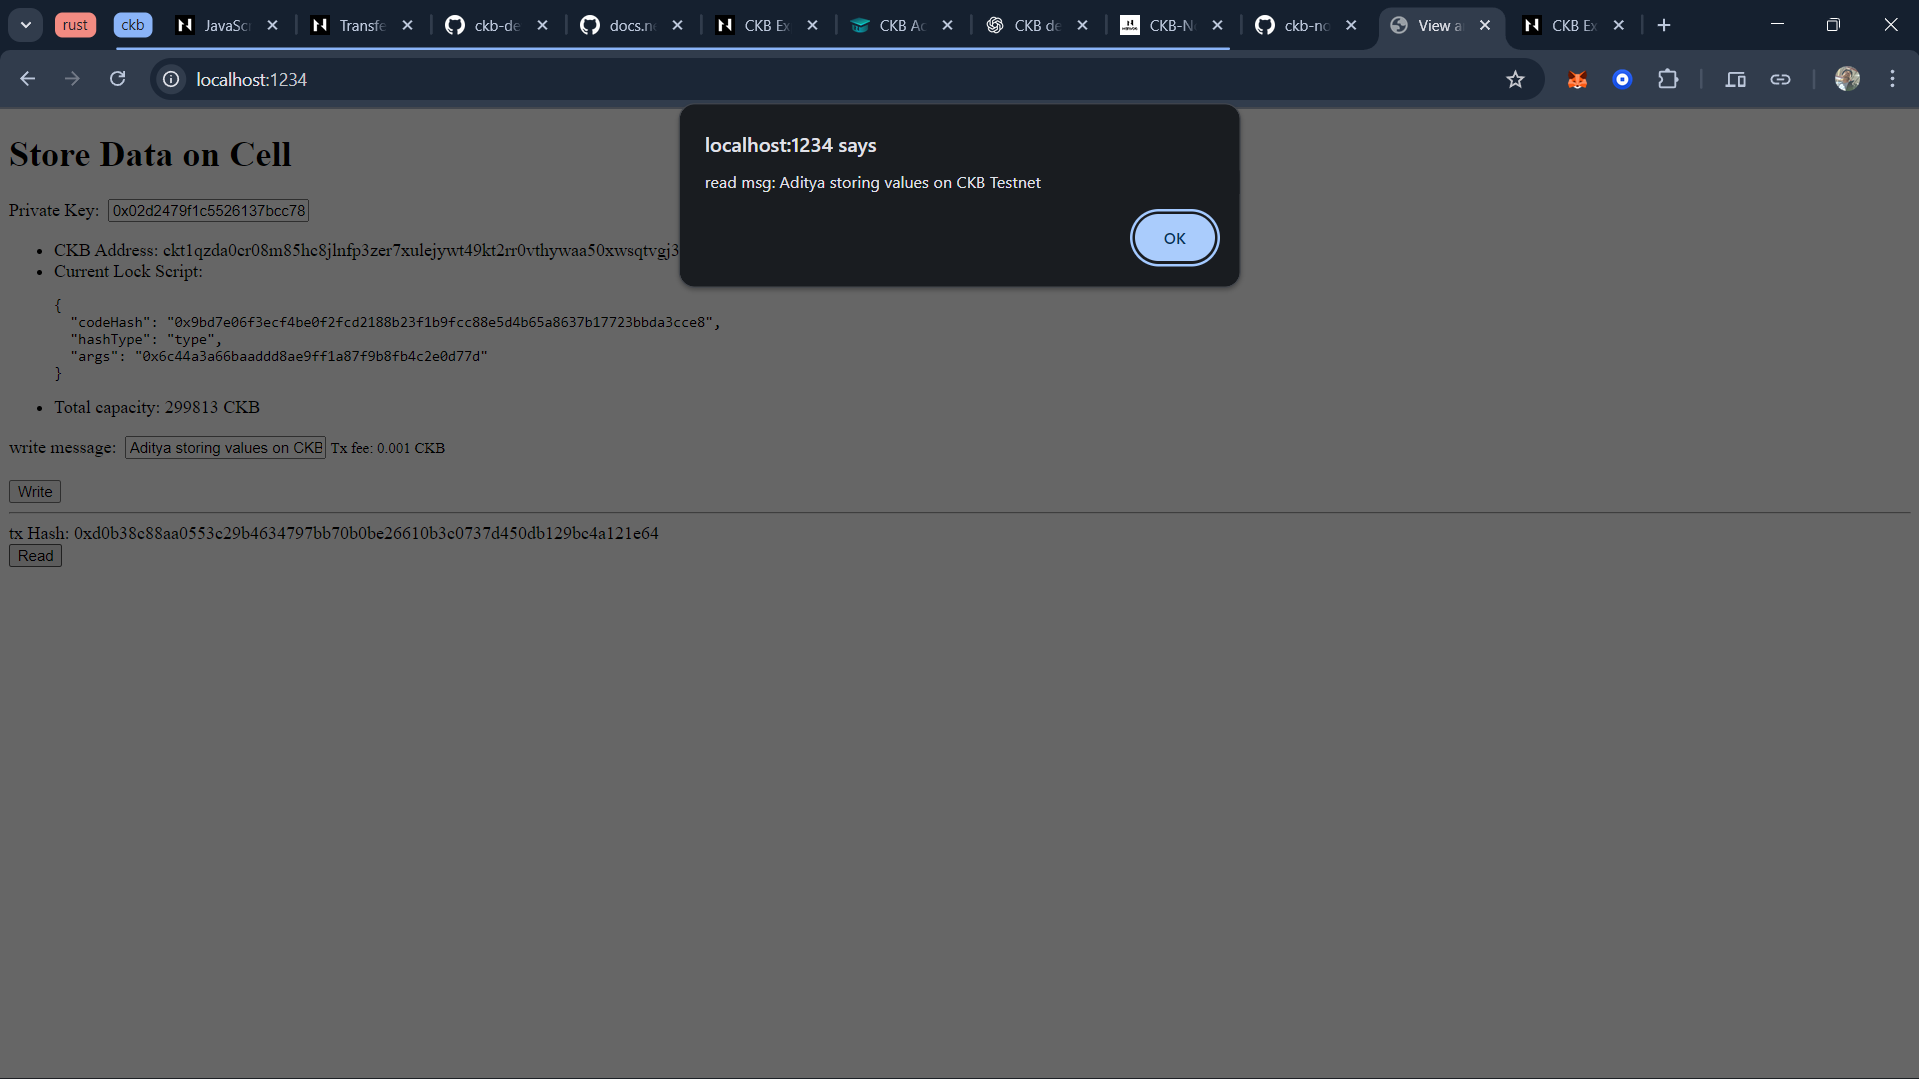 rust
ckb
JavaSc
Transfe
ckb-de
docs.n
CKB Ex
CKB Ac
CKB de
CKB-N
ckb-no
View a
CKB Ex
localhost:1234
localhost:1234 says
read msg: Aditya storing values on CKB Testnet
OK
Store Data on Cell
Private Key: 0x02d2479f1c5526137bcc78
CKB Address: ckt1qzda0cr08m85hc8jlnfp3zer7xulejywt49kt2rr0vthywaa50xwsqtvgj3
Current Lock Script:
{
"codeHash": "0x9bd7e06f3ecf4be0f2fcd2188b23f1b9fcc88e5d4b65a8637b17723bbda3cce8",
"hashType": "type",
"args": "0x6c44a3a66baaddd8ae9ff1a87f9b8fb4c2e0d77d"
}
Total capacity: 299813 CKB
write message: Aditya storing values on CKB Tx fee: 0.001 CKB
Write
tx Hash: 0xd0b38c88aa0553c29b4634797bb70b0be26610b3c0737d450db129bc4a121e64
Read